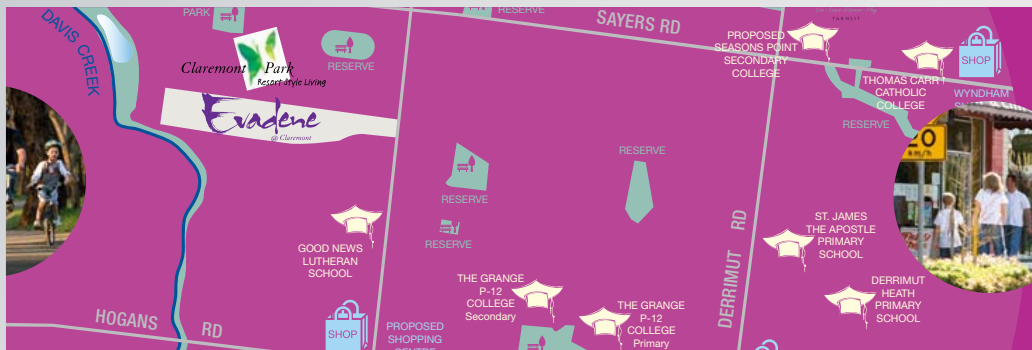 DAVIS CREEK
PARK
RESERVE
SAYERS RD
RESERVE
Claremont Park
Resort Style Living
Evadene
@ Claremont
PROPOSED
SEASONS POINT
SECONDARY
COLLEGE
TARNEIT
SHOP
THOMAS CARR
CATHOLIC
COLLEGE
WYNDHAM
RESERVE
20
km/h
RESERVE
RESERVE
RESERVE
GOOD NEWS
LUTHERAN
SCHOOL
ST. JAMES
THE APOSTLE
PRIMARY
SCHOOL
DERRIMUT RD
THE GRANGE
P-12
COLLEGE
Secondary
THE GRANGE
P-12
COLLEGE
Primary
DERRIMUT
HEATH
PRIMARY
SCHOOL
HOGANS RD
SHOP
PROPOSED
SHOPPING
CENTRE